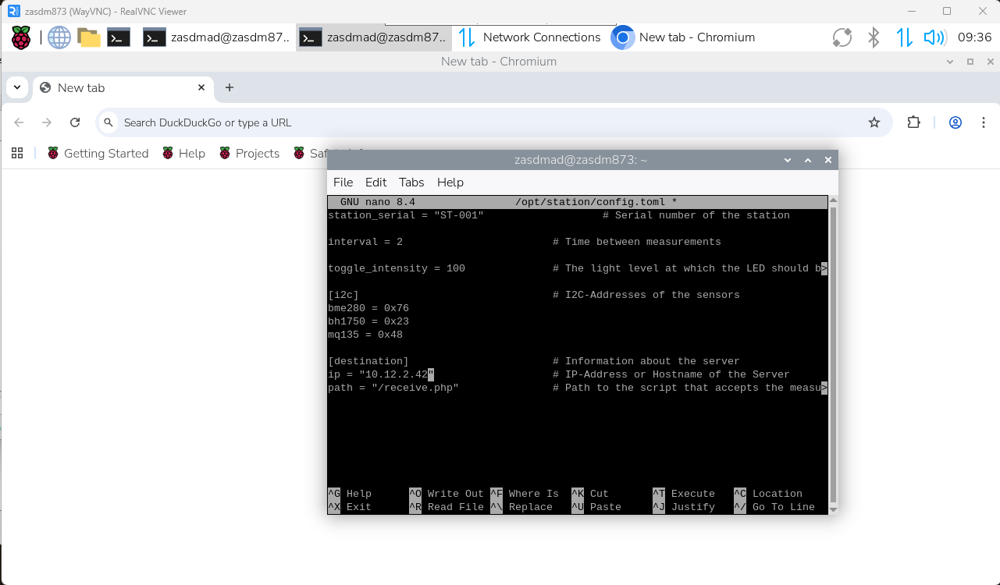 zasdm873 (WayVNC) - RealVNC Viewer
zasdmad@zasdm87.. zasdmad@zasdm87.. Network Connections New tab - Chromium 09:36
New tab - Chromium
New tab
Search DuckDuckGo or type a URL
Getting Started Help Projects
zasdmad@zasdm873: ~
File Edit Tabs Help
GNU nano 8.4 /opt/station/config.toml *
station_serial = "ST-001" # Serial number of the station
interval = 2 # Time between measurements
toggle_intensity = 100 # The light level at which the LED should b>
[i2c] # I2C-Addresses of the sensors
bme280 = 0x76
bh1750 = 0x23
mq135 = 0x48
[destination] # Information about the server
ip = "10.12.2.42" # IP-Address or Hostname of the Server
path = "/receive.php" # Path to the script that accepts the measu>
^G Help ^O Write Out ^F Where Is ^K Cut ^T Execute ^C Location
^X Exit ^R Read File ^\ Replace ^U Paste ^J Justify ^/ Go To Line